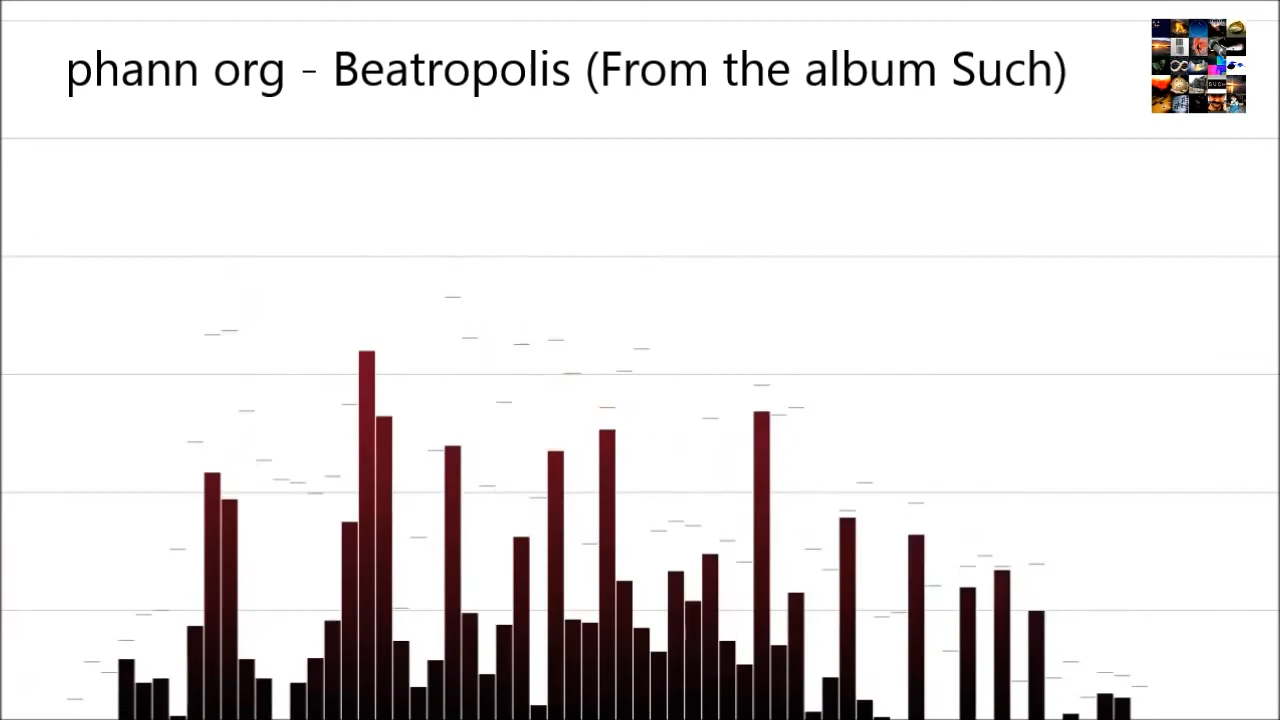 phann org - Beatropolis (From the album Such)